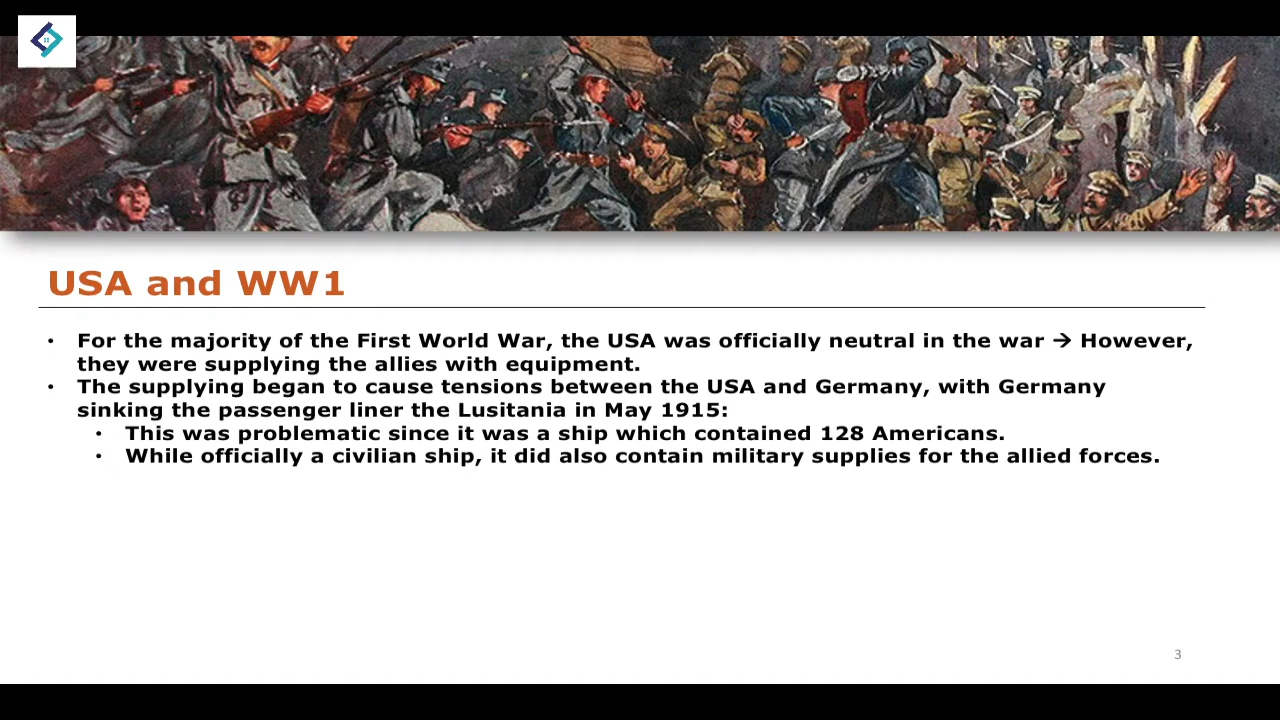 USA and WW1
• For the majority of the First World War, the USA was officially neutral in the war → However,
they were supplying the allies with equipment.
• The supplying began to cause tensions between the USA and Germany, with Germany
sinking the passenger liner the Lusitania in May 1915:
• This was problematic since it was a ship which contained 128 Americans.
• While officially a civilian ship, it did also contain military supplies for the allied forces.
3